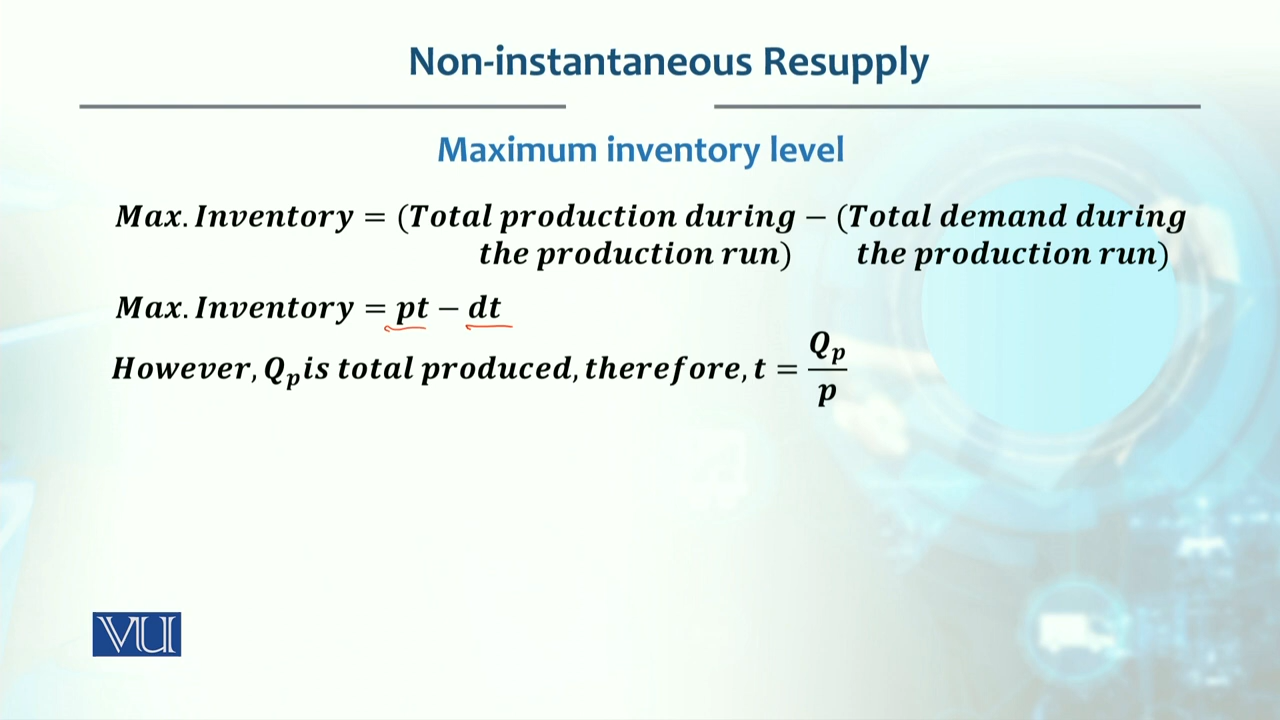 Non-instantaneous Resupply
Maximum inventory level
Max. Inventory = (Total production during − (Total demand during
the production run) the production run)
Max. Inventory = pt − dt
However, Qp is total produced, therefore, t = Qp/p
VU